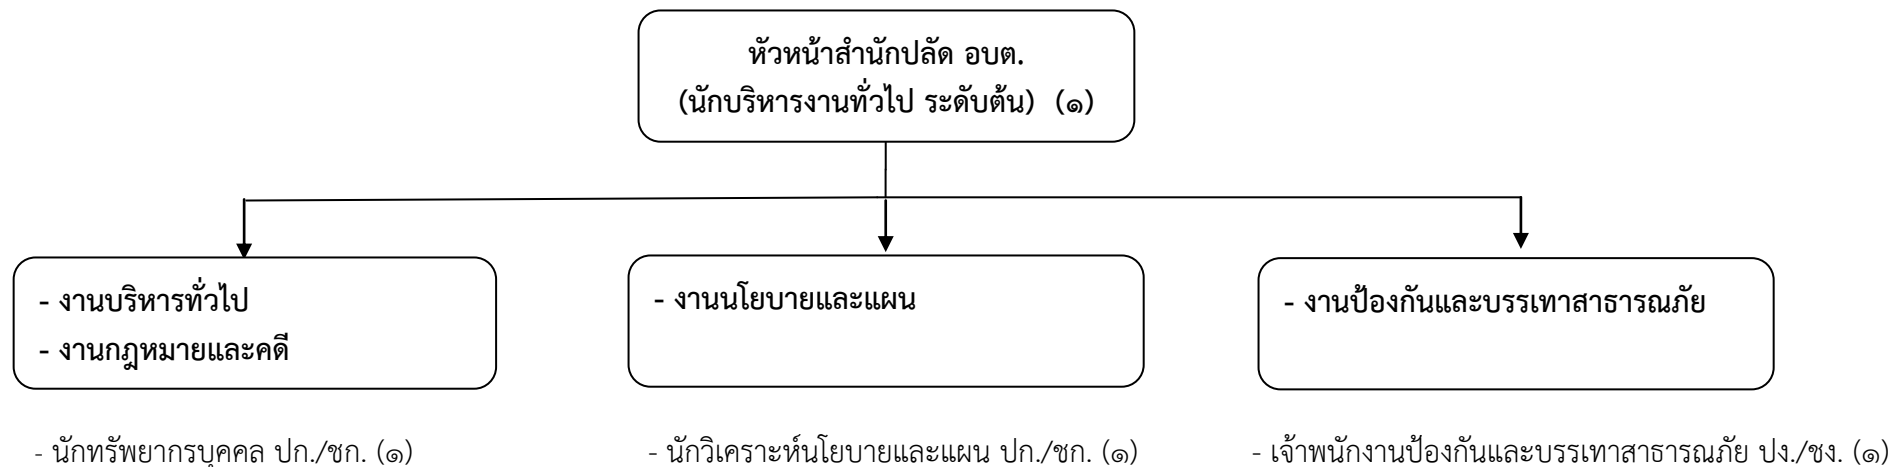 หัวหน้าสำนักปลัด อบต.
(นักบริหารงานทั่วไป ระดับต้น) (๑)
- งานบริหารทั่วไป
- งานกฎหมายและคดี
- งานนโยบายและแผน
- งานป้องกันและบรรเทาสาธารณภัย
- นักทรัพยากรบุคคล ปก./ชก. (๑)
- นักวิเคราะห์นโยบายและแผน ปก./ชก. (๑)
- เจ้าพนักงานป้องกันและบรรเทาสาธารณภัย ปง./ชง. (๑)